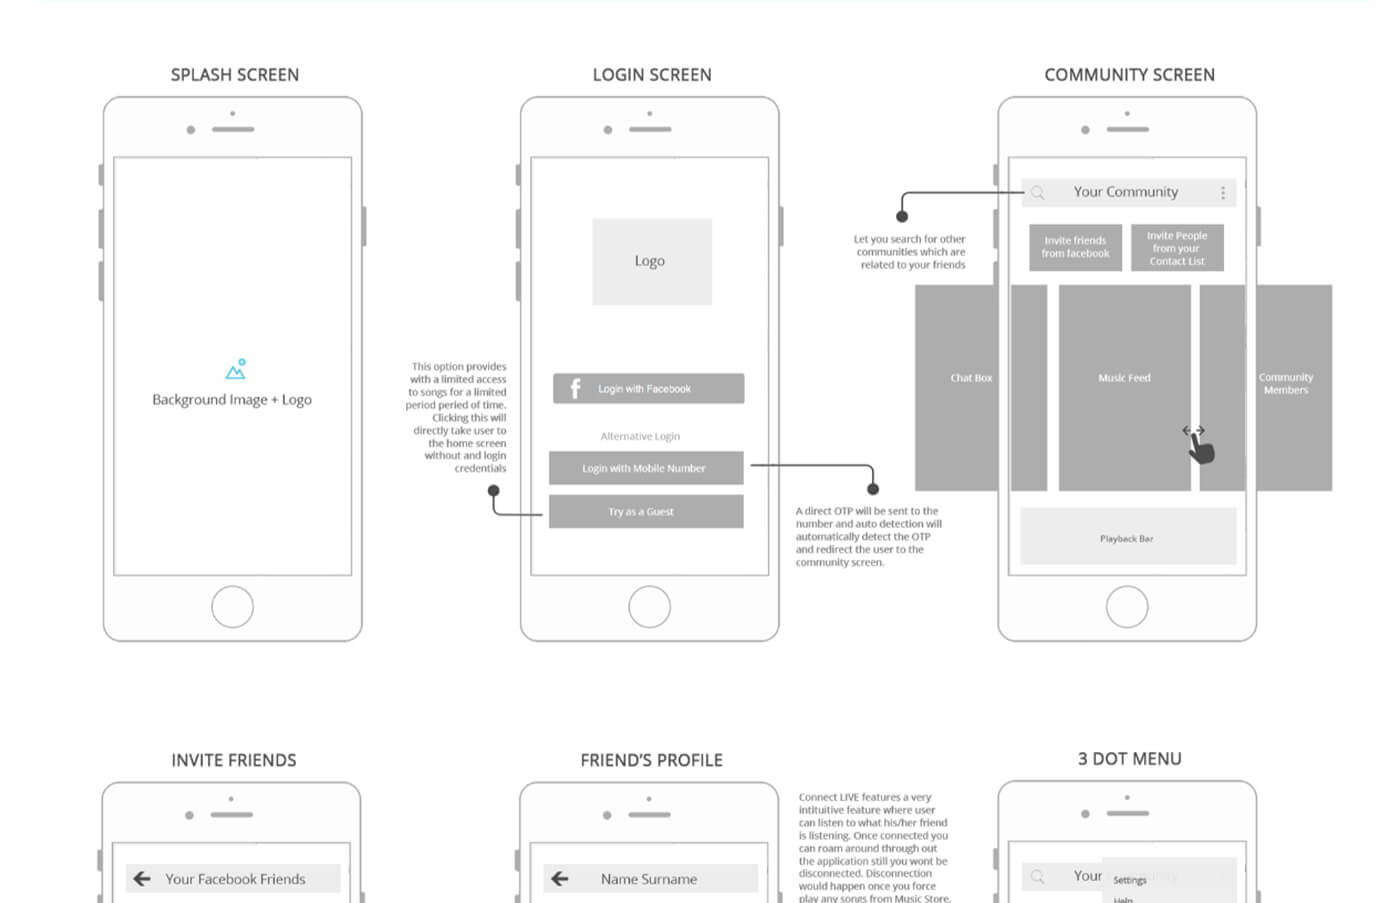 SPLASH SCREEN
Background Image + Logo
LOGIN SCREEN
Logo
Login with Facebook
Alternative Login
Login with Mobile Number
Try as a Guest
This option provides
with a limited access
to songs for a limited
period peried of time.
Clicking this will
directly take user to
the home screen
without and login
credentials
A direct OTP will be sent to the
number and auto detection will
automatically detect the OTP
and redirect the user to the
community screen.
COMMUNITY SCREEN
Your Community
Let you search for other
communities which are
related to your friends
Invite friends
from facebook
Invite People
from your
Contact List
Chat Box
Music Feed
Community
Members
Playback Bar
INVITE FRIENDS
Your Facebook Friends
FRIEND'S PROFILE
Name Surname
Connect LIVE features a very
intituitive feature where user
can listen to what his/her friend
is listening. Once connected you
can roam around through out
the application still you wont be
disconnected. Disconnection
would happen once you force
play any songs from Music Store.
3 DOT MENU
Your
Settings
Help